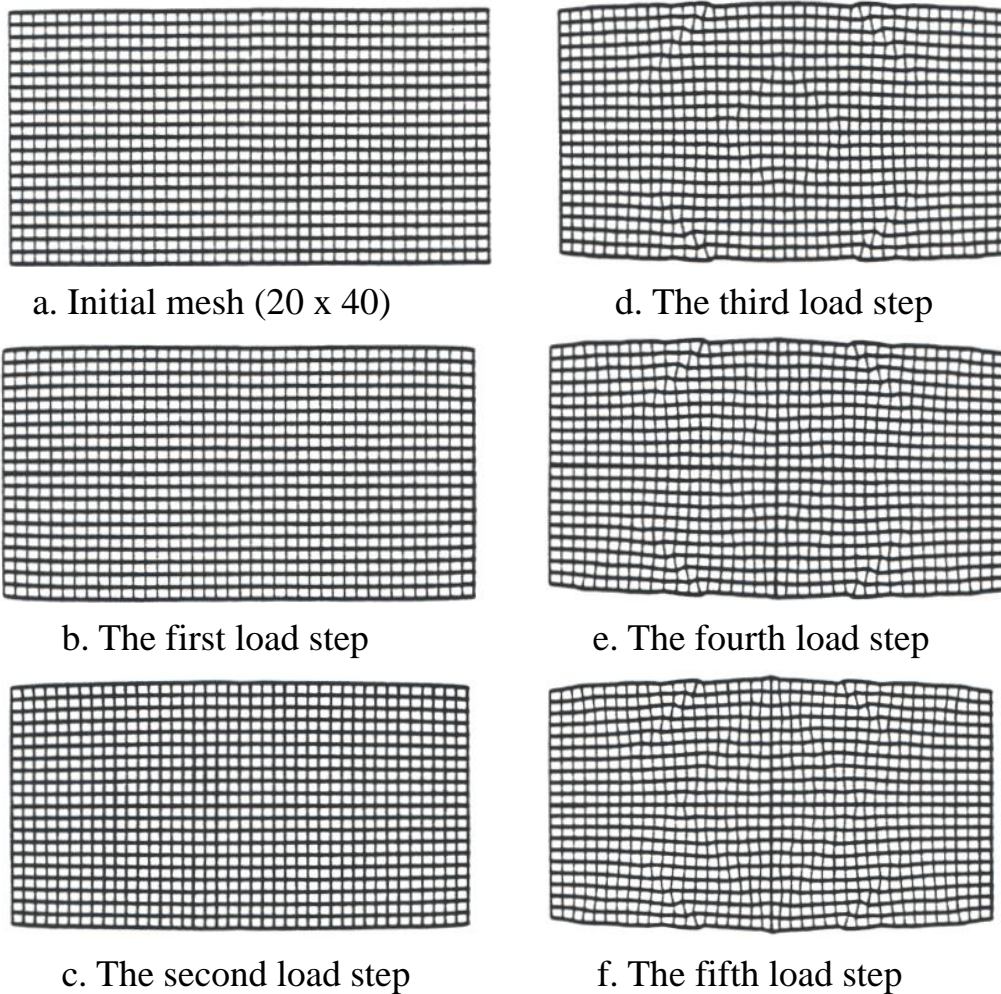 a. Initial mesh (20 x 40)
d. The third load step
b. The first load step
e. The fourth load step
c. The second load step
f. The fifth load step